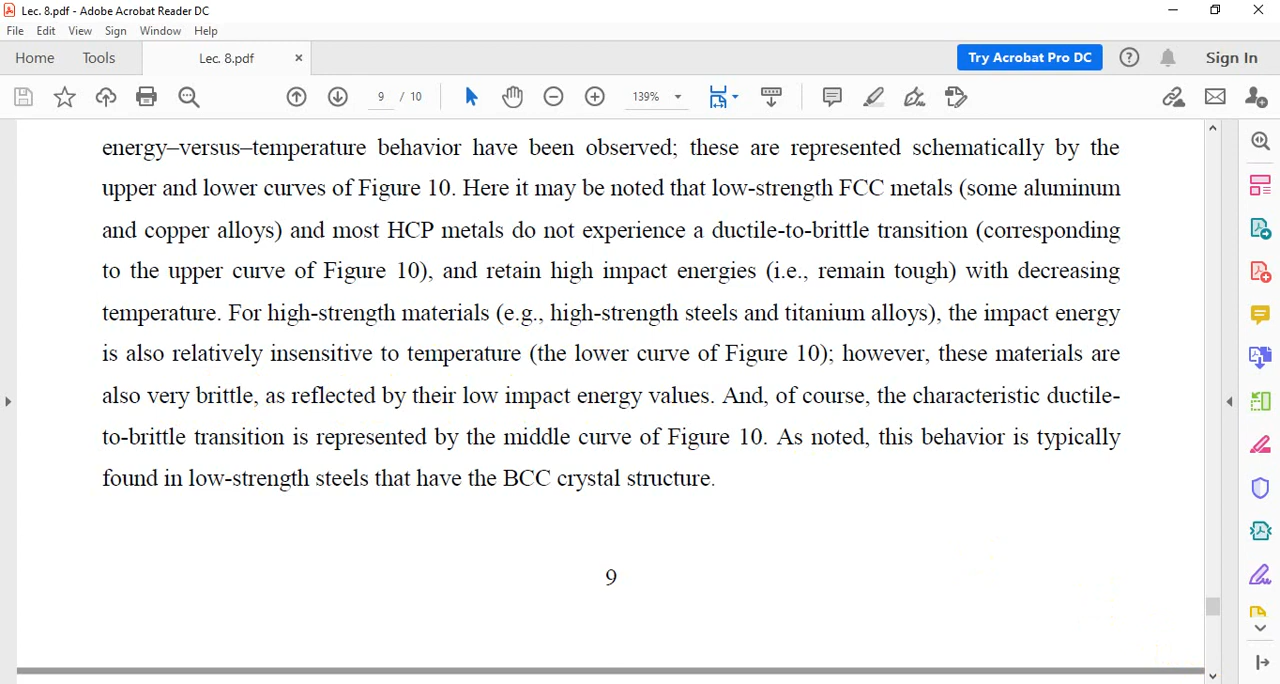 Lec. 8.pdf - Adobe Acrobat Reader DC
File Edit View Sign Window Help
Home Tools Lec. 8.pdf × Try Acrobat Pro DC ? Sign In
9 / 10 139%
energy–versus–temperature behavior have been observed; these are represented schematically by the
upper and lower curves of Figure 10. Here it may be noted that low-strength FCC metals (some aluminum
and copper alloys) and most HCP metals do not experience a ductile-to-brittle transition (corresponding
to the upper curve of Figure 10), and retain high impact energies (i.e., remain tough) with decreasing
temperature. For high-strength materials (e.g., high-strength steels and titanium alloys), the impact energy
is also relatively insensitive to temperature (the lower curve of Figure 10); however, these materials are
also very brittle, as reflected by their low impact energy values. And, of course, the characteristic ductile-
to-brittle transition is represented by the middle curve of Figure 10. As noted, this behavior is typically
found in low-strength steels that have the BCC crystal structure.
9